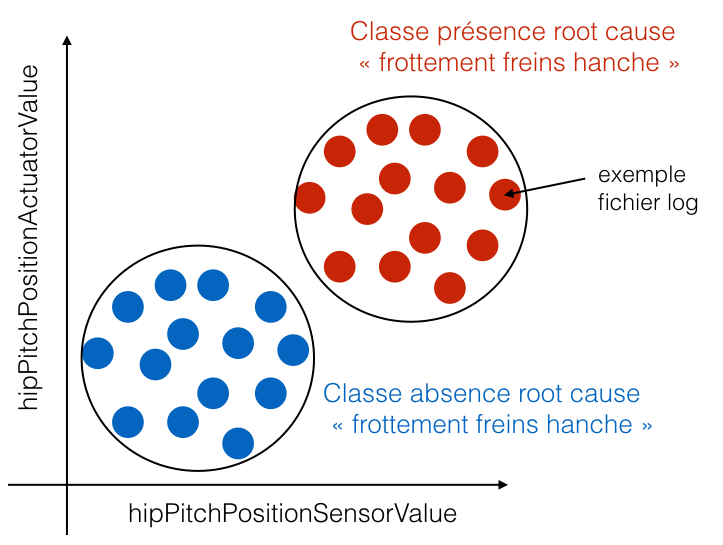 Classe présence root cause
« frottement freins hanche »
hipPitchPositionActuatorValue
exemple
fichier log
Classe absence root cause
« frottement freins hanche »
hipPitchPositionSensorValue